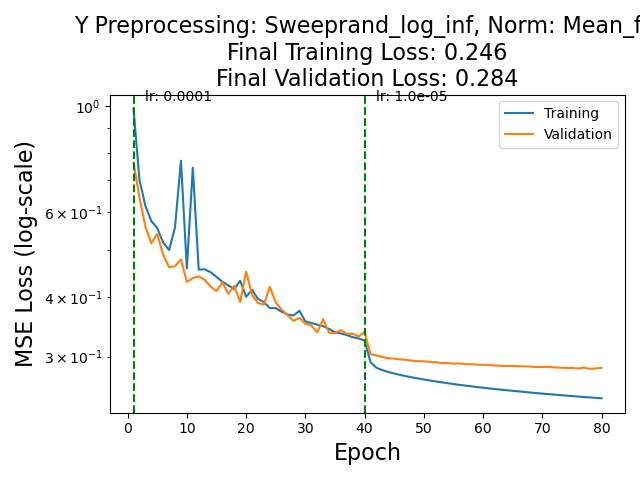 Y Preprocessing: Sweeprand_log_inf, Norm: Mean_f
Final Training Loss: 0.246
Final Validation Loss: 0.284
lr: 0.0001
lr: 1.0e-05
Training
Validation
10⁰
6 × 10⁻¹
4 × 10⁻¹
3 × 10⁻¹
MSE Loss (log-scale)
0 10 20 30 40 50 60 70 80
Epoch